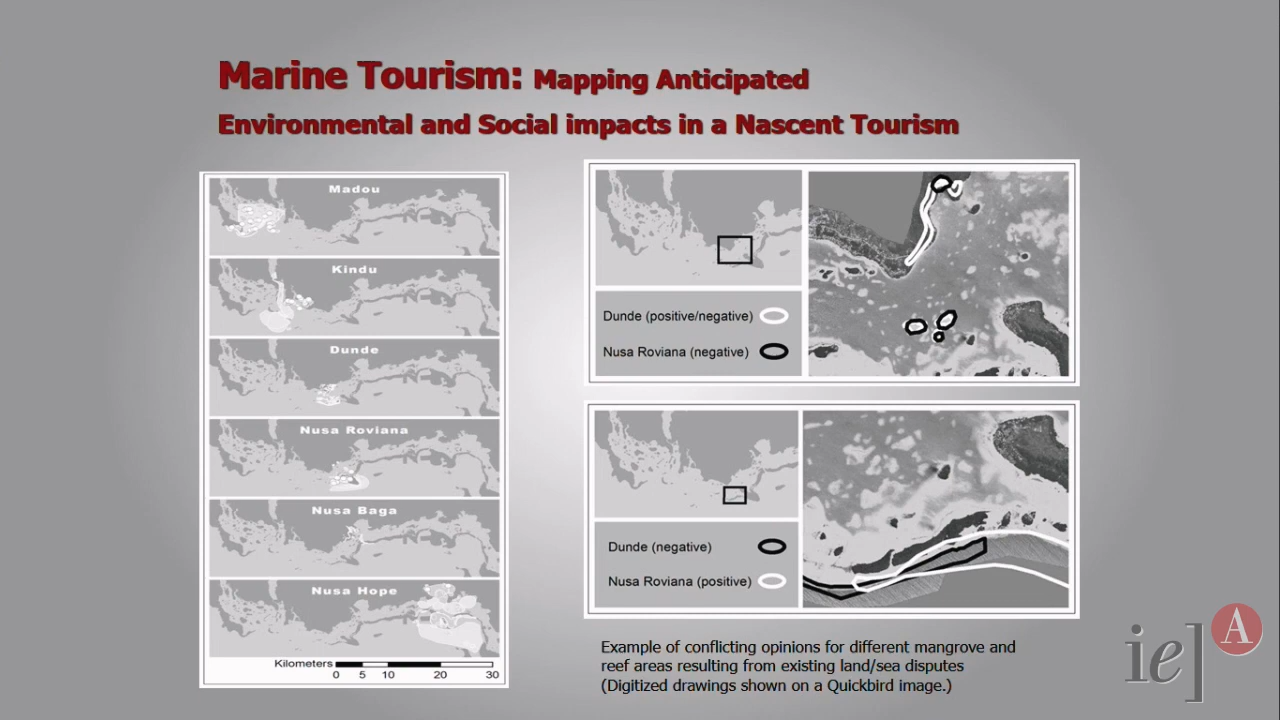 Marine Tourism: Mapping Anticipated
Environmental and Social impacts in a Nascent Tourism
Madou
Kindu
Dunde
Nusa Roviana
Nusa Baga
Nusa Hope
Kilometers
0 5 10 20 30
Dunde (positive/negative)
Nusa Roviana (negative)
Dunde (negative)
Nusa Roviana (positive)
Example of conflicting opinions for different mangrove and
reef areas resulting from existing land/sea disputes
(Digitized drawings shown on a Quickbird image.)
ie] A